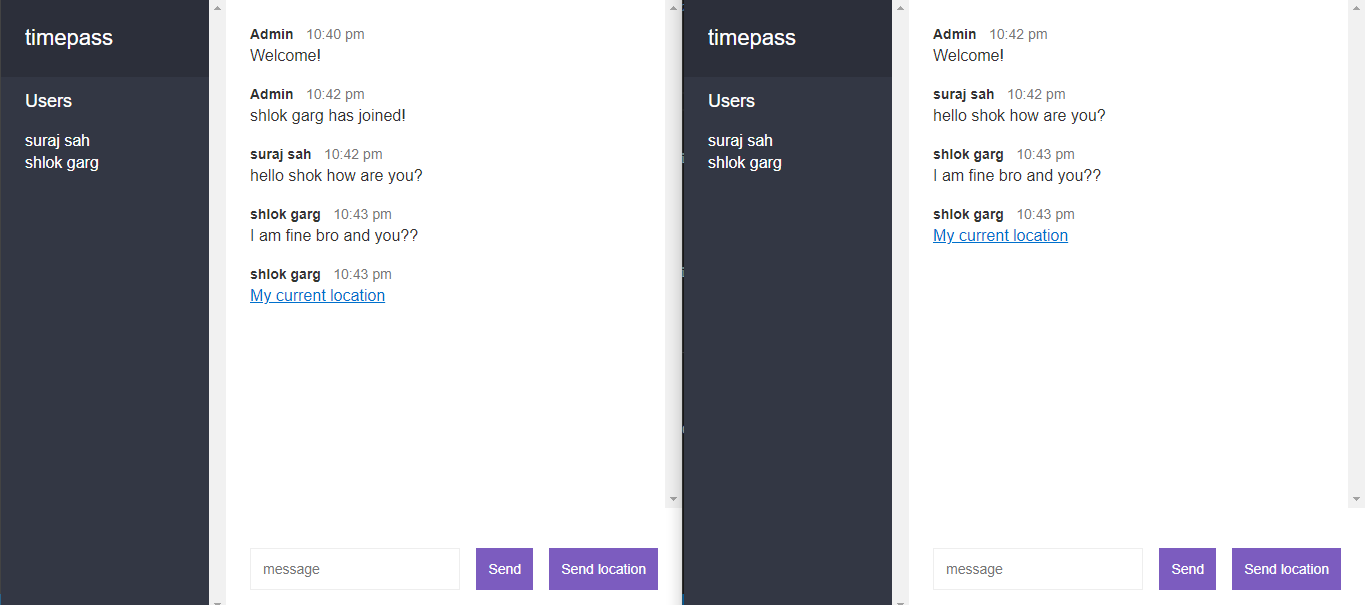 timepass
Users
suraj sah
shlok garg
Admin 10:40 pm
Welcome!
Admin 10:42 pm
shlok garg has joined!
suraj sah 10:42 pm
hello shok how are you?
shlok garg 10:43 pm
I am fine bro and you??
shlok garg 10:43 pm
My current location
message
Send
Send location
timepass
Users
suraj sah
shlok garg
Admin 10:42 pm
Welcome!
suraj sah 10:42 pm
hello shok how are you?
shlok garg 10:43 pm
I am fine bro and you??
shlok garg 10:43 pm
My current location
message
Send
Send location